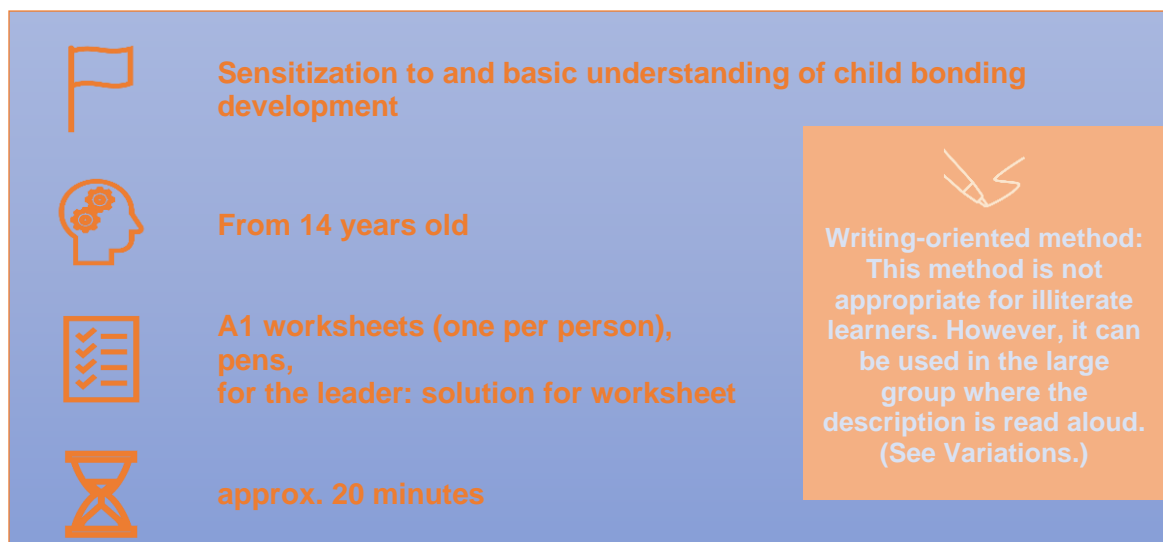 Sensitization to and basic understanding of child bonding
development
From 14 years old
A1 worksheets (one per person),
pens,
for the leader: solution for worksheet
approx. 20 minutes
Writing-oriented method:
This method is not
appropriate for illiterate
learners. However, it can
be used in the large
group where the
description is read aloud.
(See Variations.)